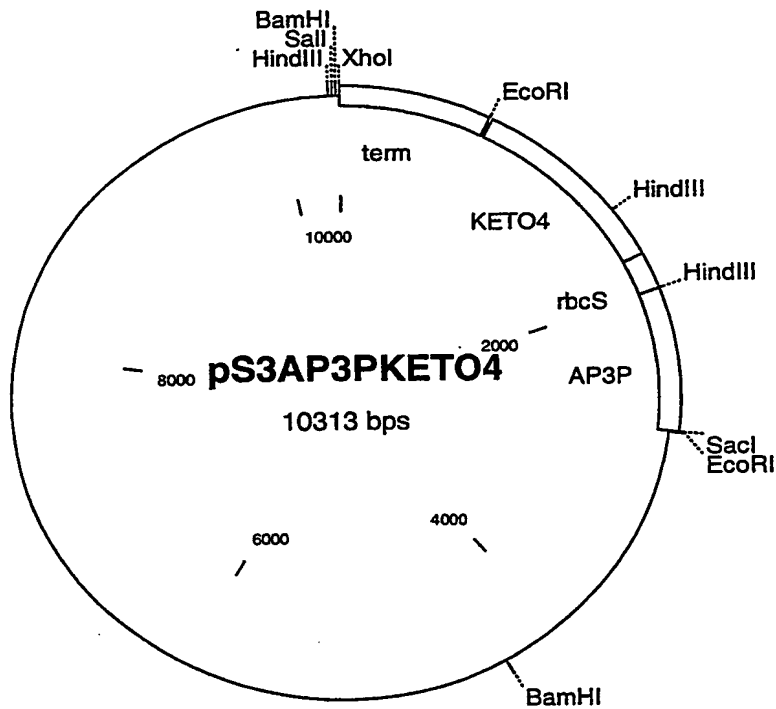 BamHI
SalI
HindIII XhoI
EcoRI
term
HindIII
KETO4
10000
HindIII
rbcS
2000
pS3AP3PKETO4
8000
AP3P
10313 bps
SacI
EcoRI
4000
6000
BamHI